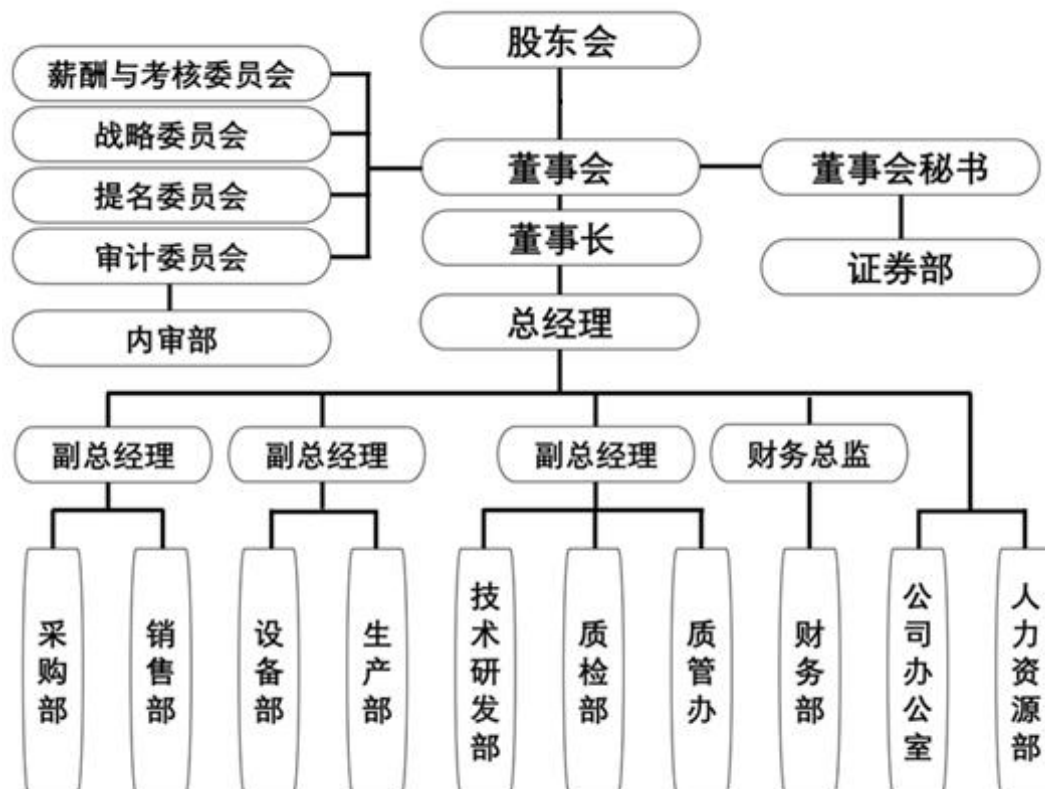 股东会
薪酬与考核委员会
战略委员会
提名委员会
审计委员会
内审部
董事会
董事会秘书
证券部
董事长
总经理
副总经理
副总经理
副总经理
财务总监
采购部
销售部
设备部
生产部
技术研发部
质检部
质管办
财务部
公司办公室
人力资源部